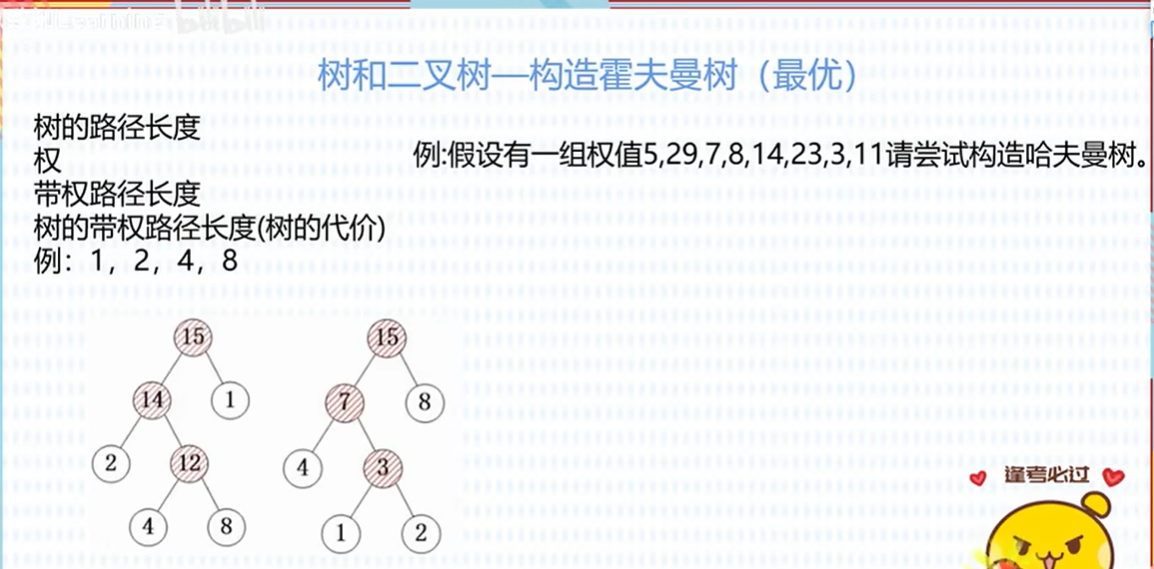 bilibili
树和二叉树—构造霍夫曼树（最优）
树的路径长度
权
带权路径长度
树的带权路径长度(树的代价)
例：1，2，4，8
例:假设有一组权值5,29,7,8,14,23,3,11请尝试构造哈夫曼树。
15
14
1
2
12
4
8
15
7
8
4
3
1
2
逢考必过